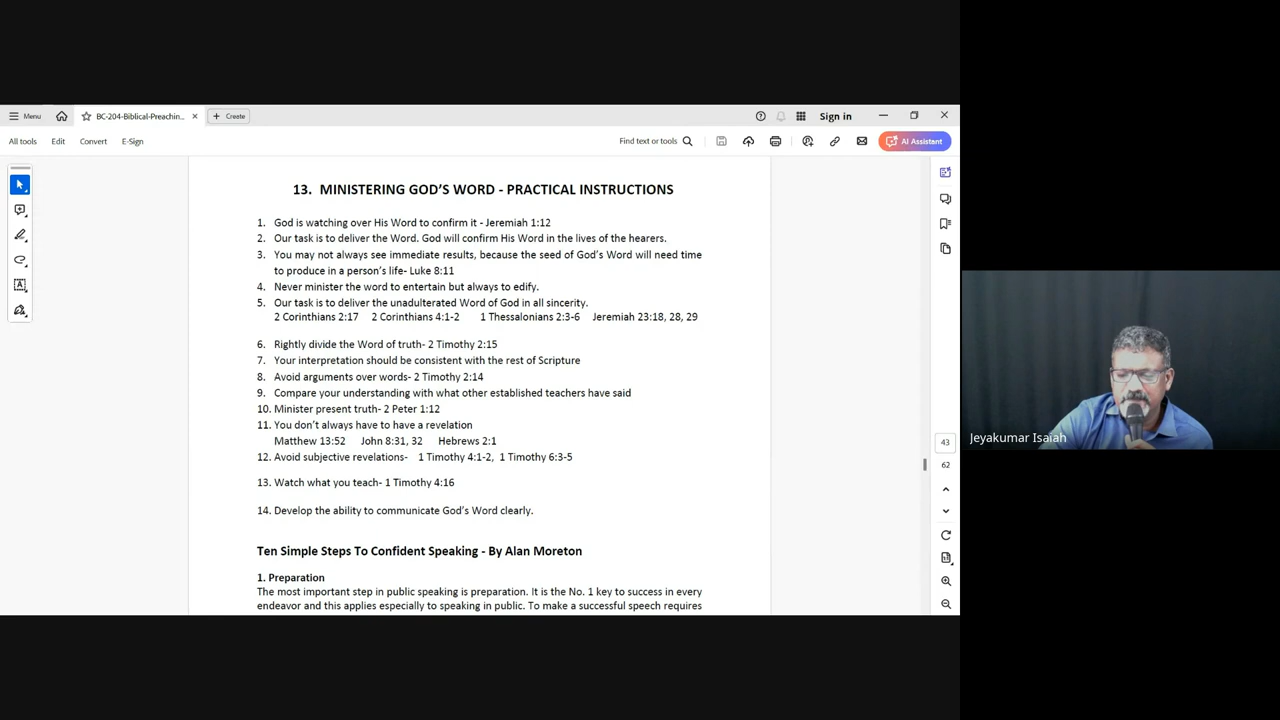 Menu
BC-204-Biblical-Preachin...
Create
Sign in
All tools
Edit
Convert
E-Sign
Find text or tools
AI Assistant
13. MINISTERING GOD'S WORD - PRACTICAL INSTRUCTIONS
1. God is watching over His Word to confirm it - Jeremiah 1:12
2. Our task is to deliver the Word. God will confirm His Word in the lives of the hearers.
3. You may not always see immediate results, because the seed of God's Word will need time
to produce in a person's life- Luke 8:11
4. Never minister the word to entertain but always to edify.
5. Our task is to deliver the unadulterated Word of God in all sincerity.
2 Corinthians 2:17 2 Corinthians 4:1-2 1 Thessalonians 2:3-6 Jeremiah 23:18, 28, 29
6. Rightly divide the Word of truth- 2 Timothy 2:15
7. Your interpretation should be consistent with the rest of Scripture
8. Avoid arguments over words- 2 Timothy 2:14
9. Compare your understanding with what other established teachers have said
10. Minister present truth- 2 Peter 1:12
11. You don't always have to have a revelation
Matthew 13:52 John 8:31, 32 Hebrews 2:1
12. Avoid subjective revelations- 1 Timothy 4:1-2, 1 Timothy 6:3-5
13. Watch what you teach- 1 Timothy 4:16
14. Develop the ability to communicate God's Word clearly.
Ten Simple Steps To Confident Speaking - By Alan Moreton
1. Preparation
The most important step in public speaking is preparation. It is the No. 1 key to success in every
endeavor and this applies especially to speaking in public. To make a successful speech requires
43
62
Jeyakumar Isaiah